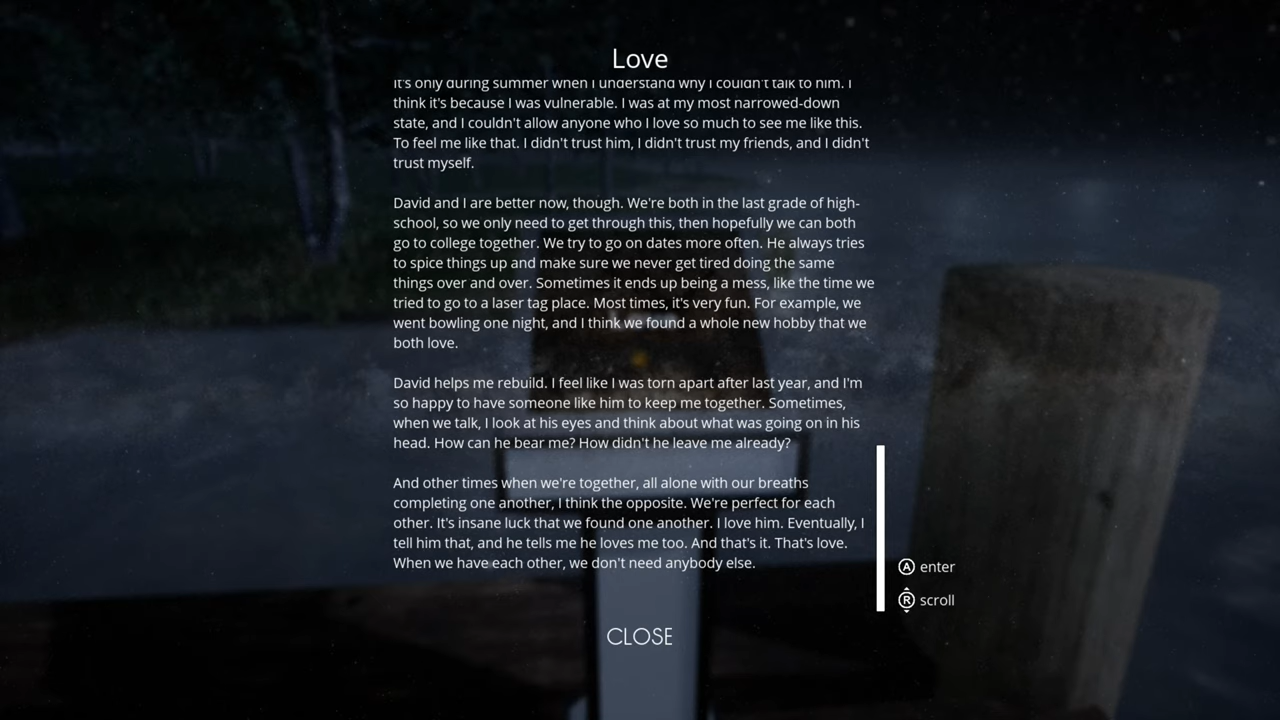 Love
It's only during summer when I understand why I couldn't talk to him. I
think it's because I was vulnerable. I was at my most narrowed-down
state, and I couldn't allow anyone who I love so much to see me like this.
To feel me like that. I didn't trust him, I didn't trust my friends, and I didn't
trust myself.
David and I are better now, though. We're both in the last grade of high-
school, so we only need to get through this, then hopefully we can both
go to college together. We try to go on dates more often. He always tries
to spice things up and make sure we never get tired doing the same
things over and over. Sometimes it ends up being a mess, like the time we
tried to go to a laser tag place. Most times, it's very fun. For example, we
went bowling one night, and I think we found a whole new hobby that we
both love.
David helps me rebuild. I feel like I was torn apart after last year, and I'm
so happy to have someone like him to keep me together. Sometimes,
when we talk, I look at his eyes and think about what was going on in his
head. How can he bear me? How didn't he leave me already?
And other times when we're together, all alone with our breaths
completing one another, I think the opposite. We're perfect for each
other. It's insane luck that we found one another. I love him. Eventually, I
tell him that, and he tells me he loves me too. And that's it. That's love.
When we have each other, we don't need anybody else.
A enter
R scroll
CLOSE